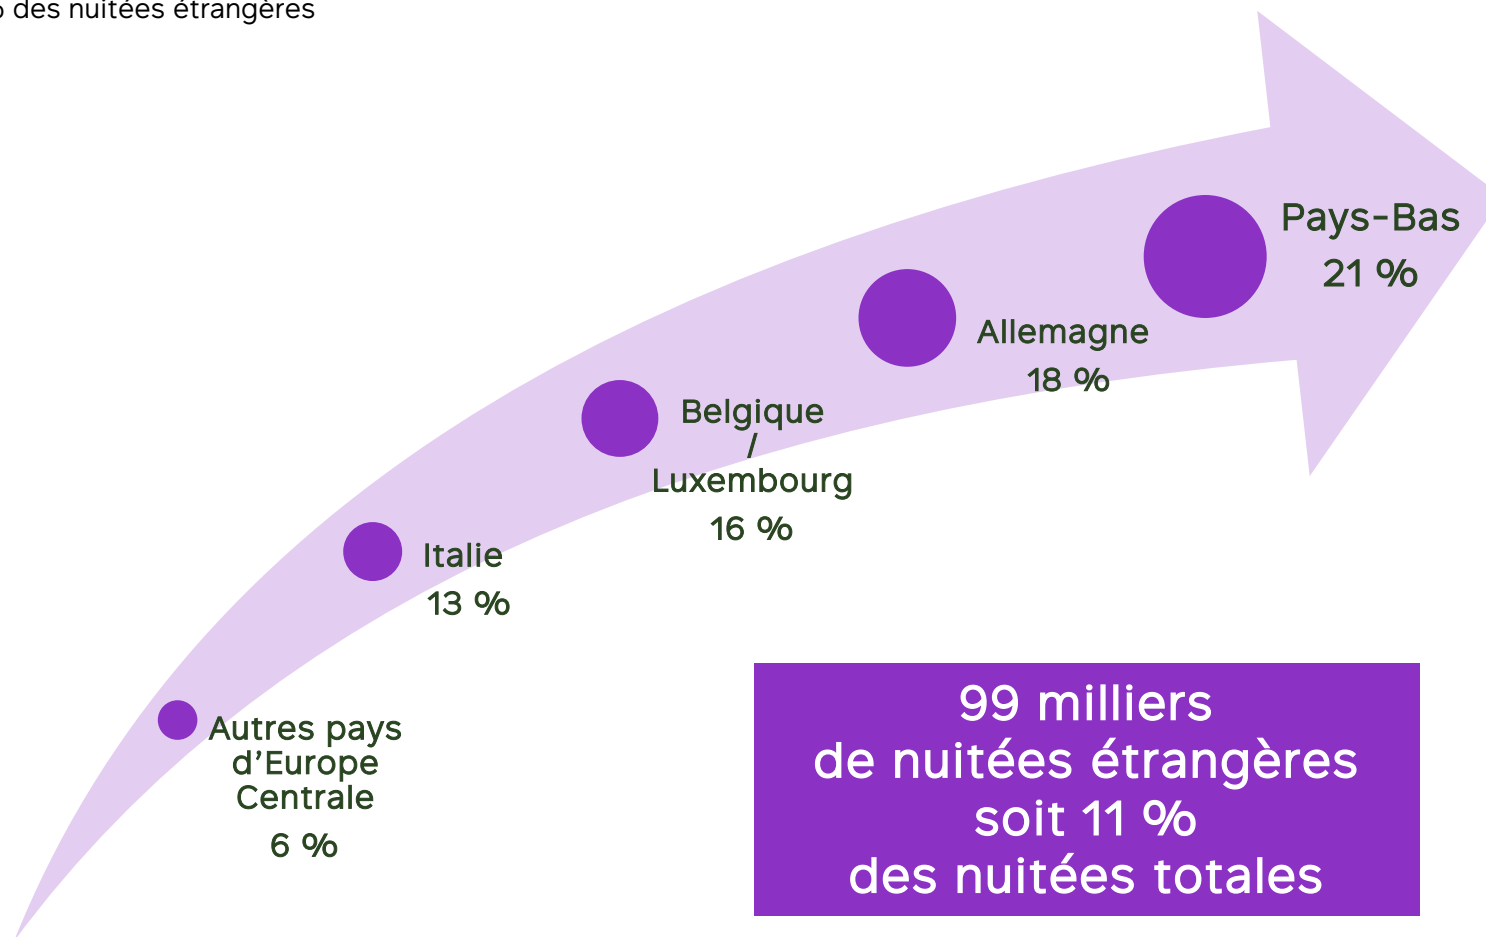 % des nuitées étrangères
Pays-Bas
21 %
Allemagne
18 %
Belgique
/
Luxembourg
16 %
Italie
13 %
Autres pays
d’Europe
Centrale
6 %
99 milliers
de nuitées étrangères
soit 11 %
des nuitées totales